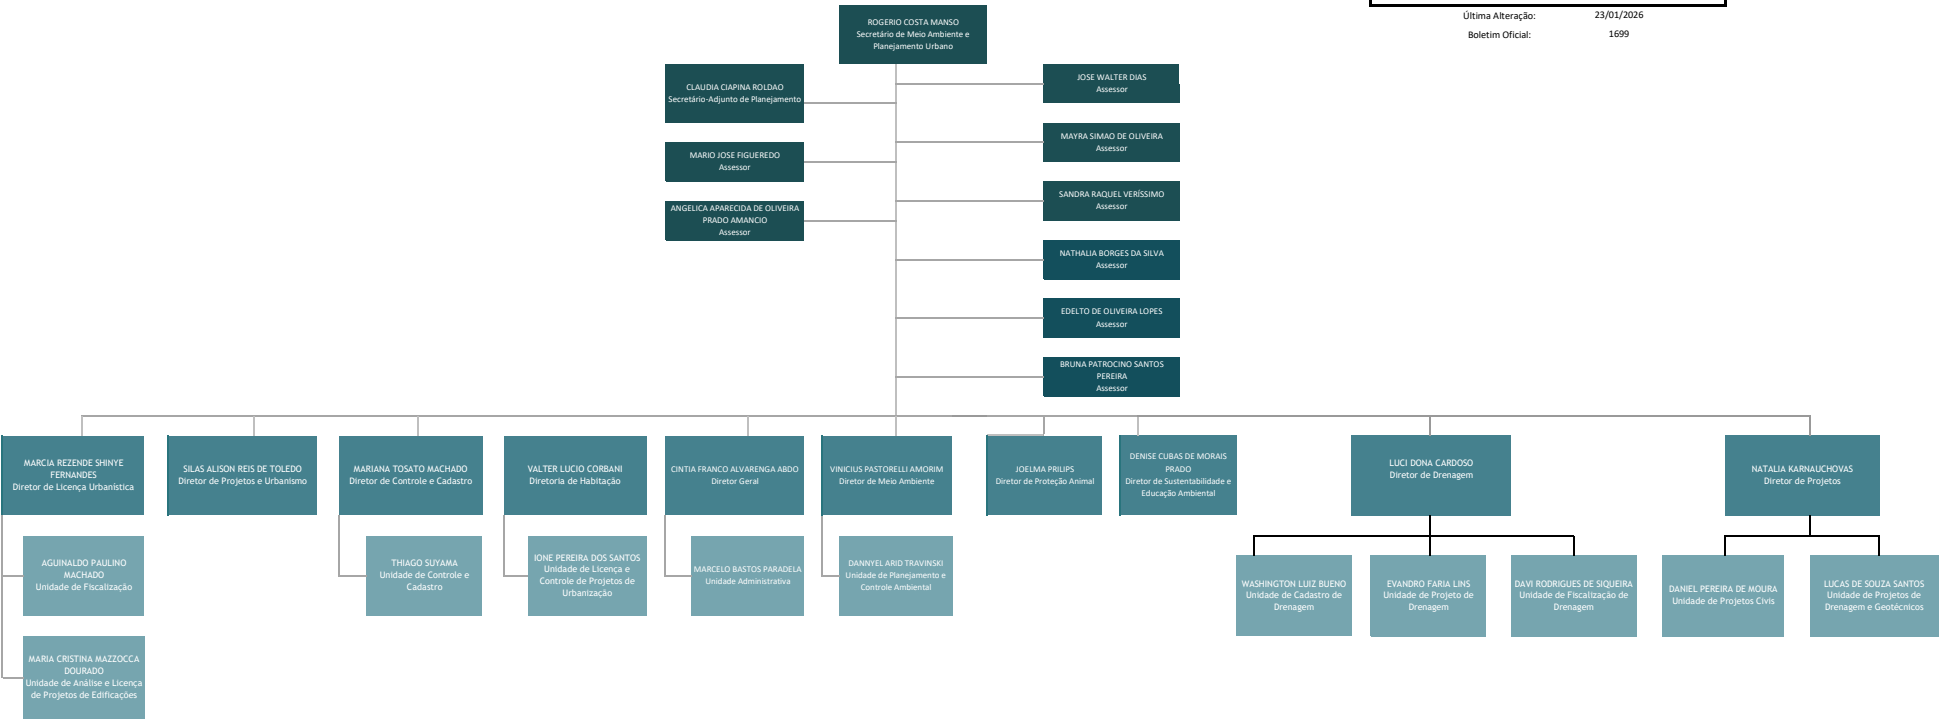 Última Alteração: 23/01/2026
Boletim Oficial: 1699
ROGERIO COSTA MANSO
Secretário de Meio Ambiente e
Planejamento Urbano
CLAUDIA CIAPINA ROLDAO
Secretário-Adjunto de Planejamento
JOSE WALTER DIAS
Assessor
MAYRA SIMAO DE OLIVEIRA
Assessor
MARIO JOSE FIGUEREDO
Assessor
SANDRA RAQUEL VERÍSSIMO
Assessor
ANGELICA APARECIDA DE OLIVEIRA
PRADO AMANCIO
Assessor
NATHALIA BORGES DA SILVA
Assessor
EDELTO DE OLIVEIRA LOPES
Assessor
BRUNA PATROCINO SANTOS
PEREIRA
Assessor
MARCIA REZENDE SHINYE
FERNANDES
Diretor de Licença Urbanística
SILAS ALISON REIS DE TOLEDO
Diretor de Projetos e Urbanismo
MARIANA TOSATO MACHADO
Diretor de Controle e Cadastro
VALTER LUCIO CORBANI
Diretoria de Habitação
CINTIA FRANCO ALVARENGA ABDO
Diretor Geral
VINICIUS PASTORELLI AMORIM
Diretor de Meio Ambiente
JOELMA PRILIPS
Diretor de Proteção Animal
DENISE CUBAS DE MORAIS
PRADO
Diretor de Sustentabilidade e
Educação Ambiental
LUCI DONA CARDOSO
Diretor de Drenagem
NATALIA KARNAUCHOVAS
Diretor de Projetos
AGUINALDO PAULINO
MACHADO
Unidade de Fiscalização
THIAGO SUYAMA
Unidade de Controle e
Cadastro
IONE PEREIRA DOS SANTOS
Unidade de Licença e
Controle de Projetos de
Urbanização
MARCELO BASTOS PARADELA
Unidade Administrativa
DANNYEL ARID TRAVINSKI
Unidade de Planejamento e
Controle Ambiental
WASHINGTON LUIZ BUENO
Unidade de Cadastro de
Drenagem
EVANDRO FARIA LINS
Unidade de Projeto de
Drenagem
DAVI RODRIGUES DE SIQUEIRA
Unidade de Fiscalização de
Drenagem
DANIEL PEREIRA DE MOURA
Unidade de Projetos Civis
LUCAS DE SOUZA SANTOS
Unidade de Projetos de
Drenagem e Geotécnicos
MARIA CRISTINA MAZZOCCA
DOURADO
Unidade de Análise e Licença
de Projetos de Edificações